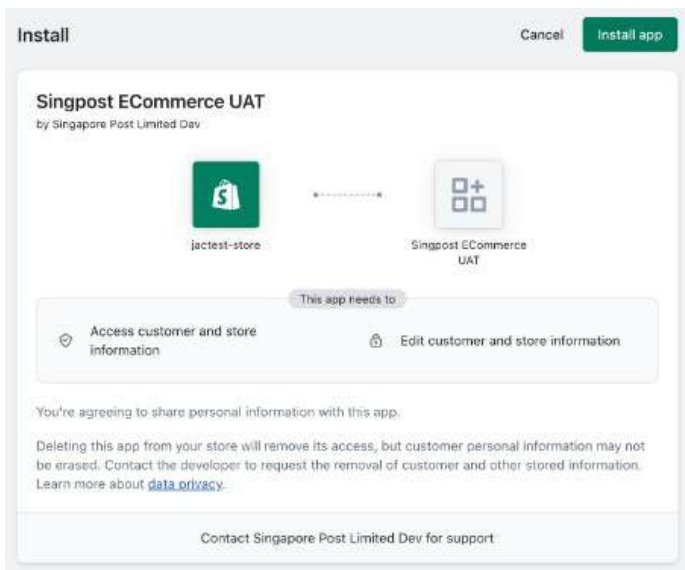 Install
Cancel
Install app
Singpost ECommerce UAT
by Singapore Post Limited Dev
jactest-store
Singpost ECommerce
UAT
This app needs to
Access customer and store
information
Edit customer and store information
You're agreeing to share personal information with this app.
Deleting this app from your store will remove its access, but customer personal information may not
be erased. Contact the developer to request the removal of customer and other stored information.
Learn more about data privacy.
Contact Singapore Post Limited Dev for support